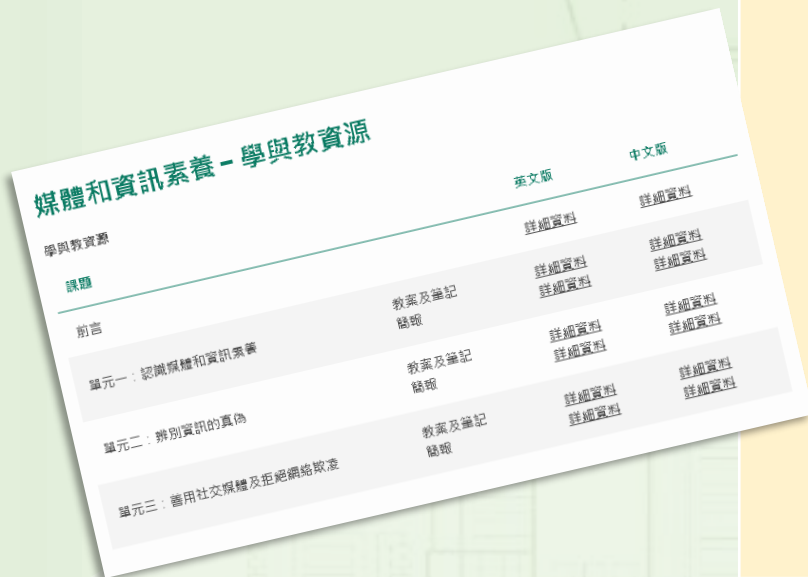 媒體和資訊素養 – 學與教資源
學與教資源
課題 英文版 中文版
前言 詳細資料 詳細資料
單元一：認識媒體和資訊素養 教案及筆記 詳細資料 詳細資料
簡報 詳細資料 詳細資料
單元二：辨別資訊的真偽 教案及筆記 詳細資料 詳細資料
簡報 詳細資料 詳細資料
單元三：善用社交媒體及拒絕網絡欺凌 教案及筆記 詳細資料 詳細資料
簡報 詳細資料 詳細資料